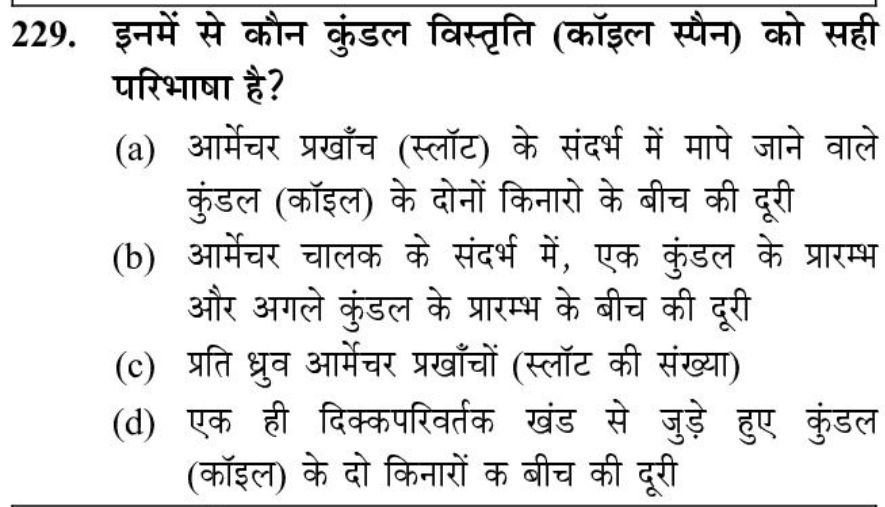 229. इनमें से कौन कुंडल विस्तृति (कॉइल स्पैन) को सही
परिभाषा है?
(a) आर्मेचर प्रखाँच (स्लॉट) के संदर्भ में मापे जाने वाले
कुंडल (कॉइल) के दोनों किनारो के बीच की दूरी
(b) आर्मेचर चालक के संदर्भ में, एक कुंडल के प्रारम्भ
और अगले कुंडल के प्रारम्भ के बीच की दूरी
(c) प्रति ध्रुव आर्मेचर प्रखाँचों (स्लॉट की संख्या)
(d) एक ही दिक्कपरिवर्तक खंड से जुड़े हुए कुंडल
(कॉइल) के दो किनारों क बीच की दूरी